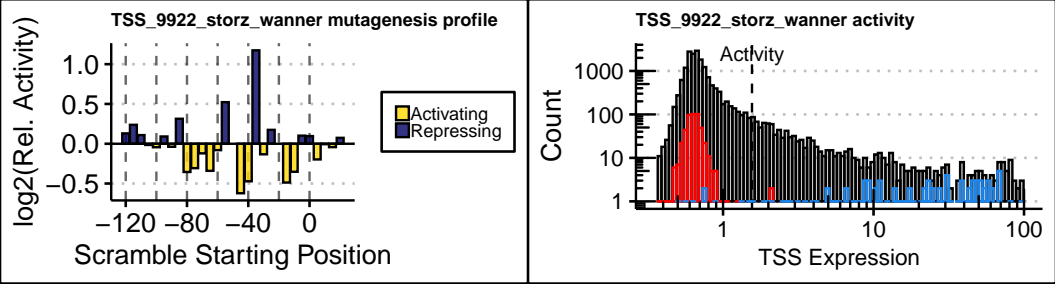 TSS_9922_storz_wanner mutagenesis profile
log2(Rel. Activity)
1.0
0.5
0.0
−0.5
−120 −80 −40 0
Scramble Starting Position
Activating
Repressing
TSS_9922_storz_wanner activity
Activity
Count
1000
100
10
1
1 10 100
TSS Expression